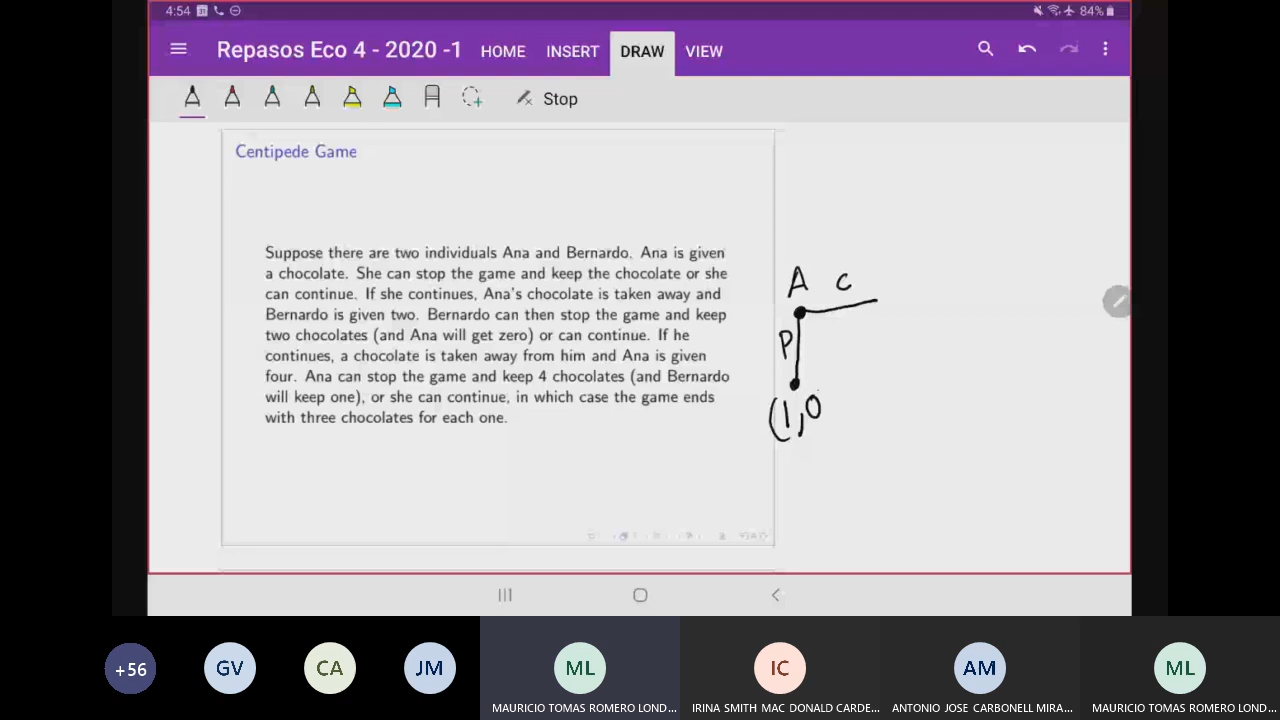 4:54
84%
Repasos Eco 4 - 2020 -1 HOME INSERT DRAW VIEW
Stop
Centipede Game
Suppose there are two individuals Ana and Bernardo. Ana is given
a chocolate. She can stop the game and keep the chocolate or she
can continue. If she continues, Ana's chocolate is taken away and
Bernardo is given two. Bernardo can then stop the game and keep
two chocolates (and Ana will get zero) or can continue. If he
continues, a chocolate is taken away from him and Ana is given
four. Ana can stop the game and keep 4 chocolates (and Bernardo
will keep one), or she can continue, in which case the game ends
with three chocolates for each one.
A C
P
(1,0
+56 GV CA JM ML IC AM ML
MAURICIO TOMAS ROMERO LOND... IRINA SMITH MAC DONALD CARDE... ANTONIO JOSE CARBONELL MIRA... MAURICIO TOMAS ROMERO LOND...